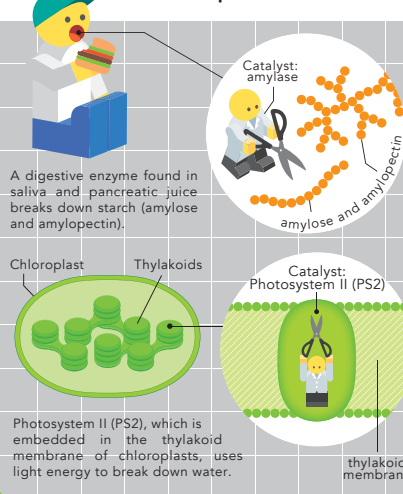 Catalyst:
amylase
amylose and amylopectin
A digestive enzyme found in
saliva and pancreatic juice
breaks down starch (amylose
and amylopectin).
Chloroplast
Thylakoids
Catalyst:
Photosystem II (PS2)
Photosystem II (PS2), which is
embedded in the thylakoid
membrane of chloroplasts, uses
light energy to break down water.